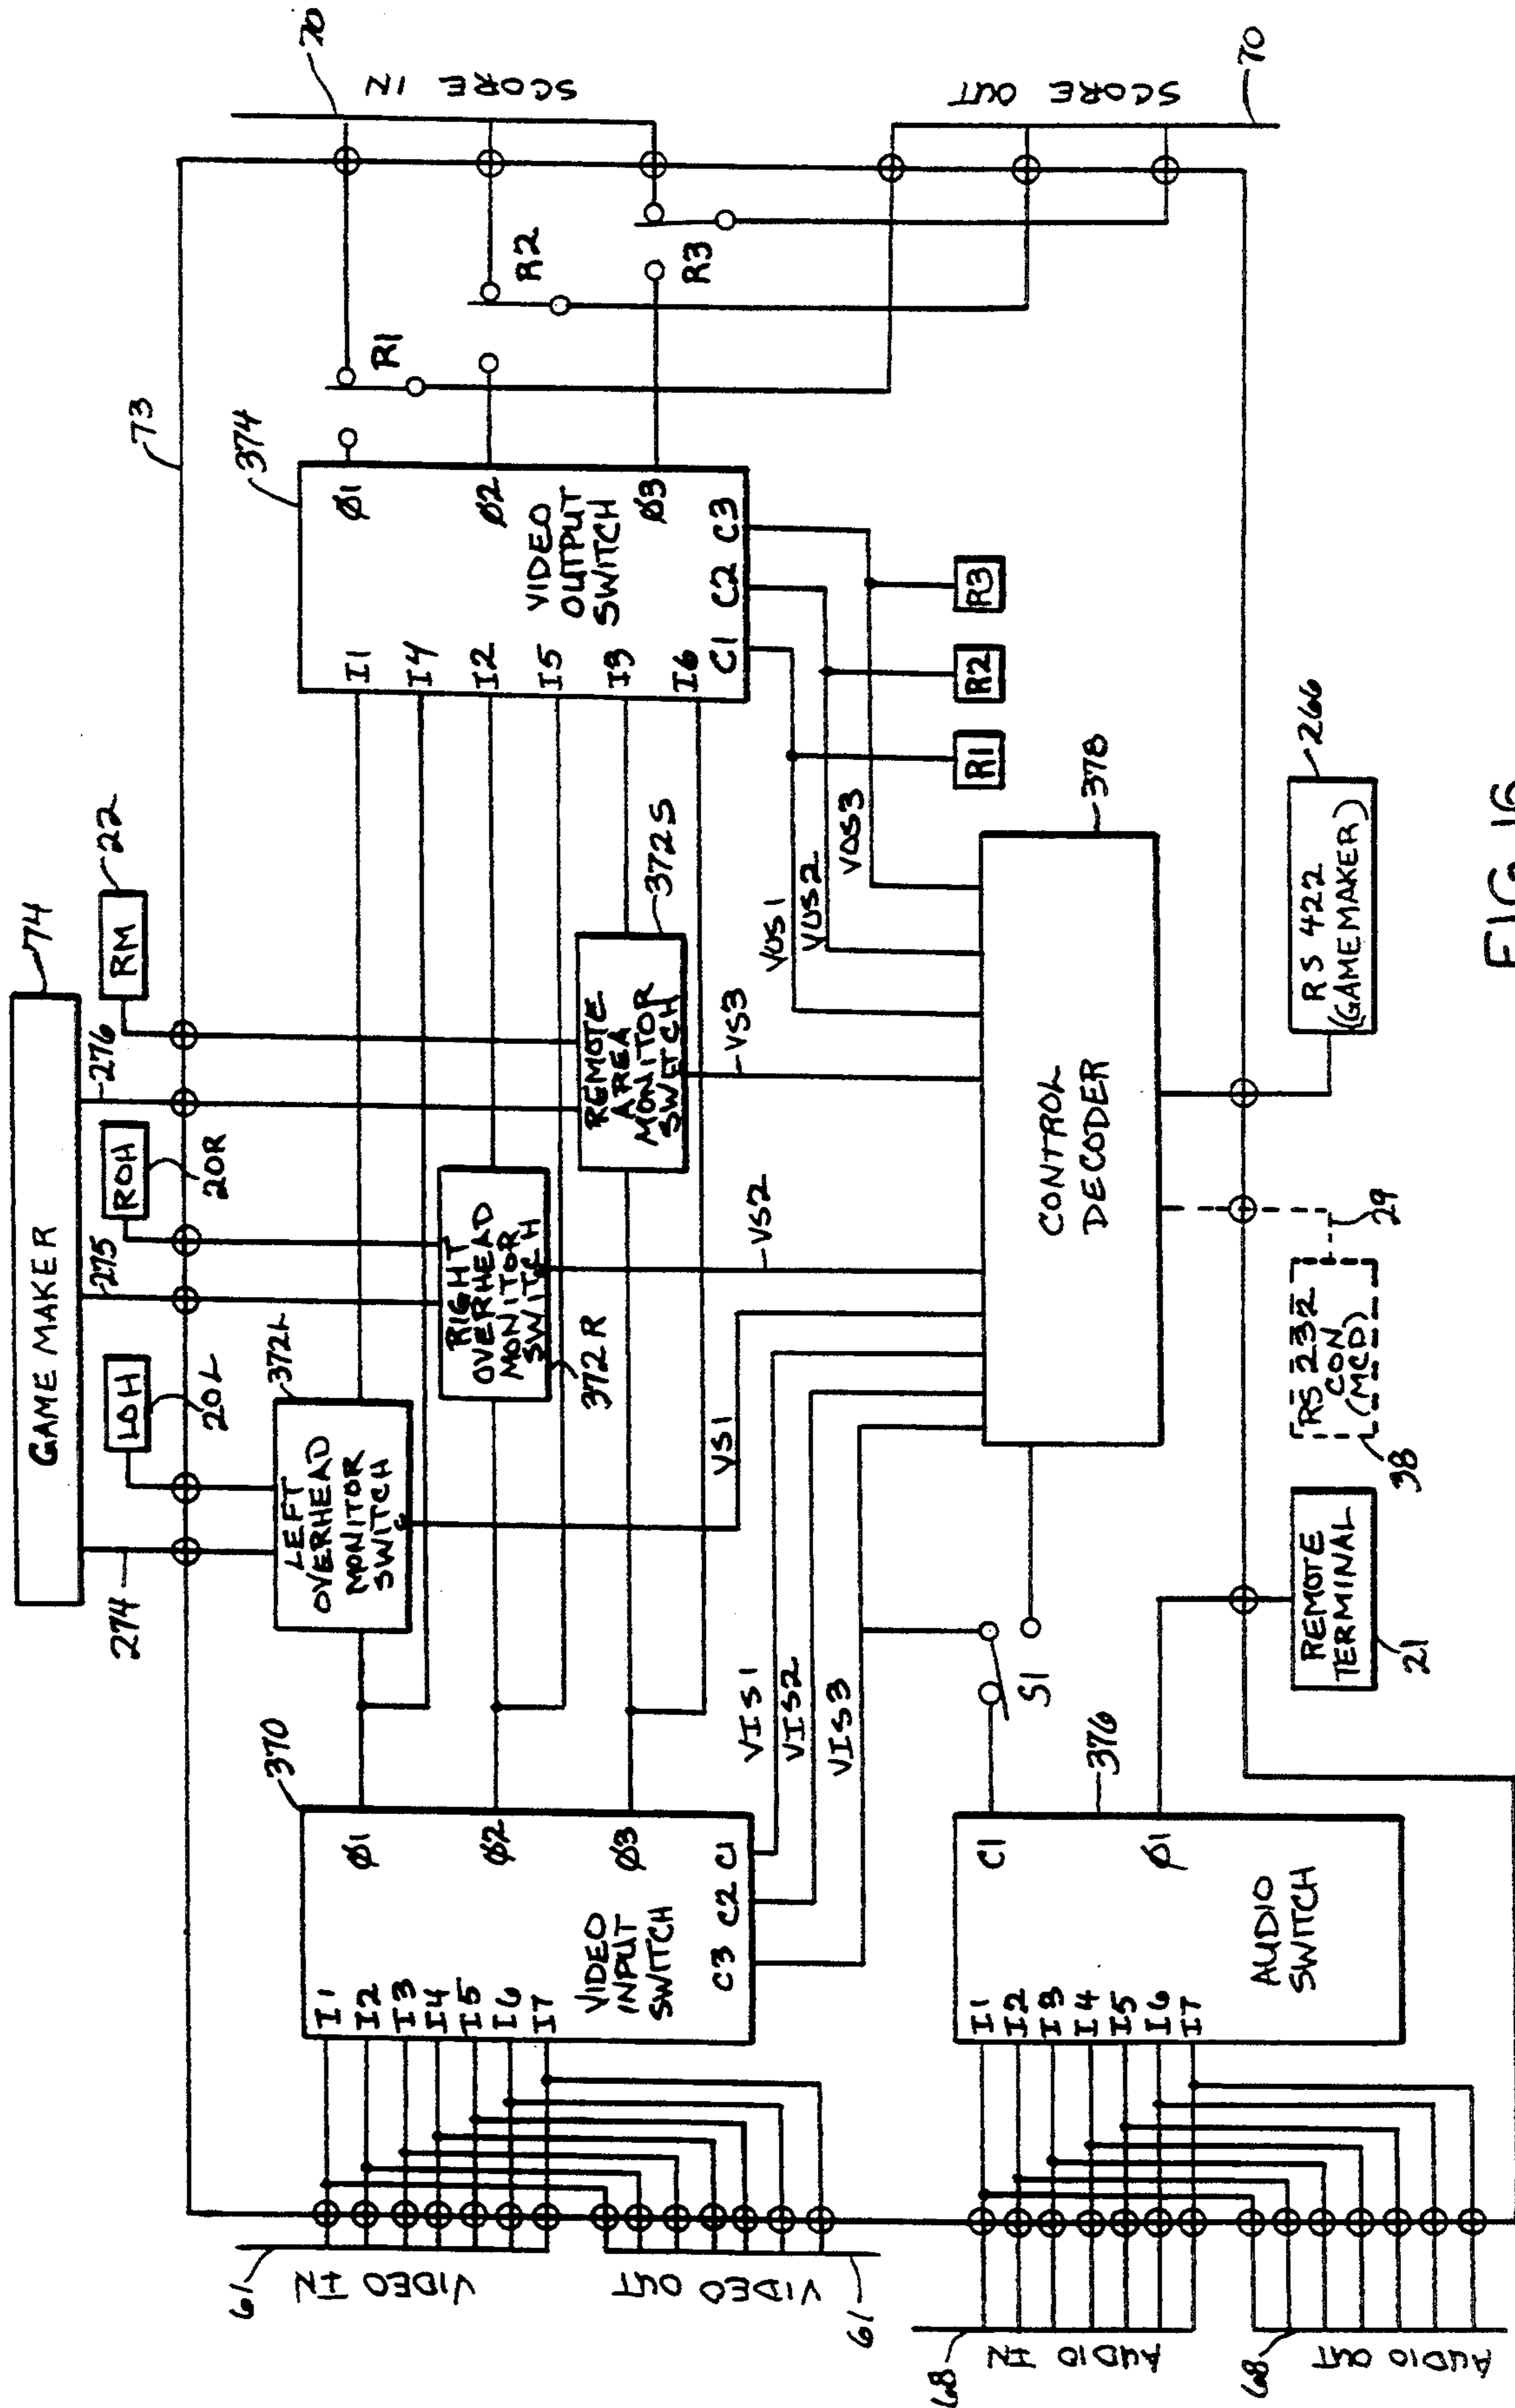 74
GAME MAKER
274
275
276
LOH
20L
ROH
20R
RM
22
73
372L
LEFT
OVERHEAD
MONITOR
SWITCH
RIGHT
OVERHEAD
MONITOR
SWITCH
372R
REMOTE
AREA
MONITOR
SWITCH
372S
61
VIDEO IN
VIDEO OUT
61
370
I1
I2
I3
I4
I5
I6
I7
Ø1
Ø2
Ø3
VIDEO
INPUT
SWITCH
C3 C2 C1
374
I1
I4
I2
I5
I3
I6
Ø1
Ø2
Ø3
VIDEO
OUTPUT
SWITCH
C1 C2 C3
R1
R2
R3
70
SCORE IN
SCORE OUT
70
VIS1
VIS2
VIS3
VS1
VS2
VS3
VOS1
VOS2
VOS3
R1
R2
R3
378
CONTROL
DECODER
S1
376
I1
I2
I3
I4
I5
I6
I7
C1
Ø1
AUDIO
SWITCH
68
AUDIO IN
68
AUDIO OUT
REMOTE
TERMINAL
21
RS232
CON
(MCD)
38
29
RS 422
(GAMEMAKER)
266
FIG. 16